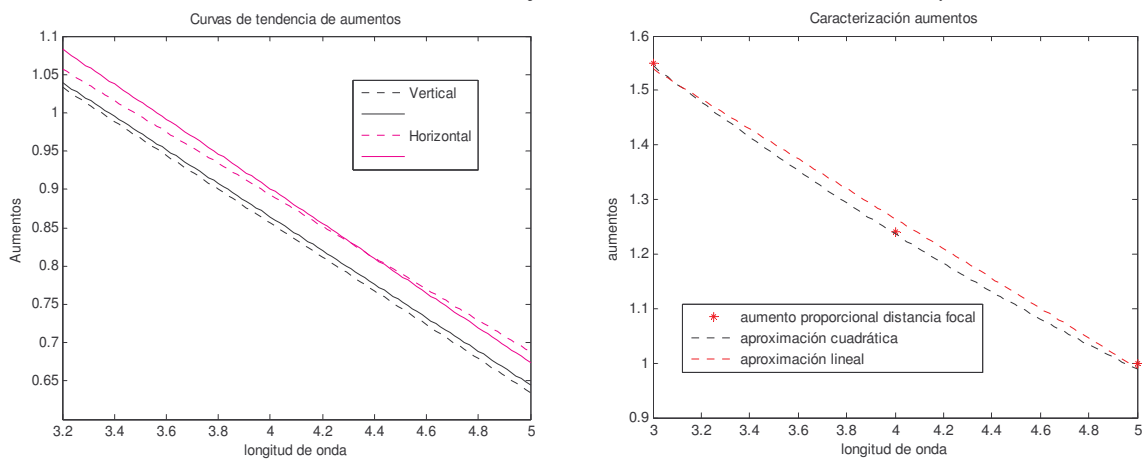 Curvas de tendencia de aumentos
1.1
1.05
1
0.95
0.9
0.85
0.8
0.75
0.7
0.65
Aumentos
Vertical
Horizontal
3.2 3.4 3.6 3.8 4 4.2 4.4 4.6 4.8 5
longitud de onda
Caracterización aumentos
1.6
1.5
1.4
1.3
1.2
1.1
1
0.9
aumentos
aumento proporcional distancia focal
aproximación cuadrática
aproximación lineal
3 3.2 3.4 3.6 3.8 4 4.2 4.4 4.6 4.8 5
longitud de onda